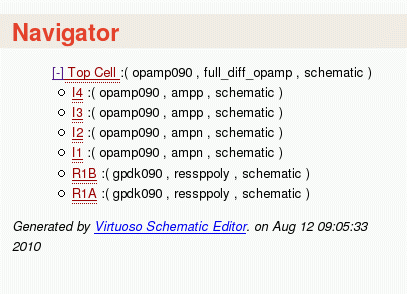 Navigator
[-] Top Cell :( opamp090 , full_diff_opamp , schematic )
I4 :( opamp090 , ampp , schematic )
I3 :( opamp090 , ampp , schematic )
I2 :( opamp090 , ampn , schematic )
I1 :( opamp090 , ampn , schematic )
R1B :( gpdk090 , ressppoly , schematic )
R1A :( gpdk090 , ressppoly , schematic )
Generated by Virtuoso Schematic Editor. on Aug 12 09:05:33
2010